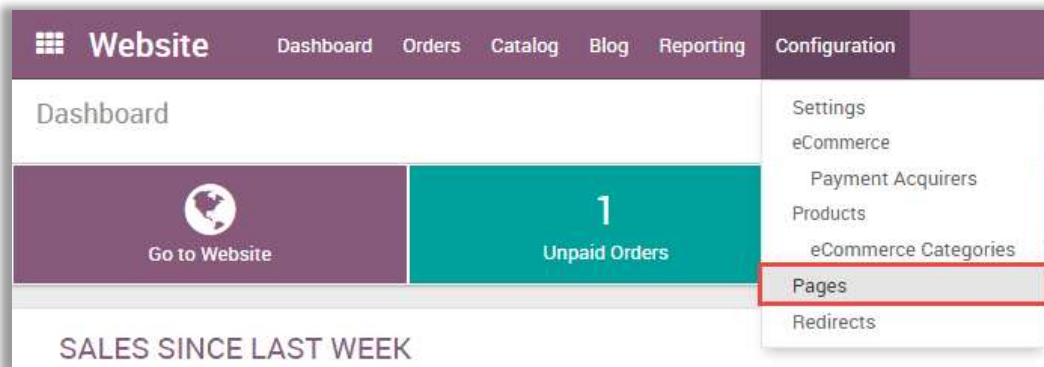 Website Dashboard Orders Catalog Blog Reporting Configuration
Dashboard
Settings
eCommerce
Payment Acquirers
Products
eCommerce Categories
Pages
Redirects
Go to Website
1
Unpaid Orders
SALES SINCE LAST WEEK